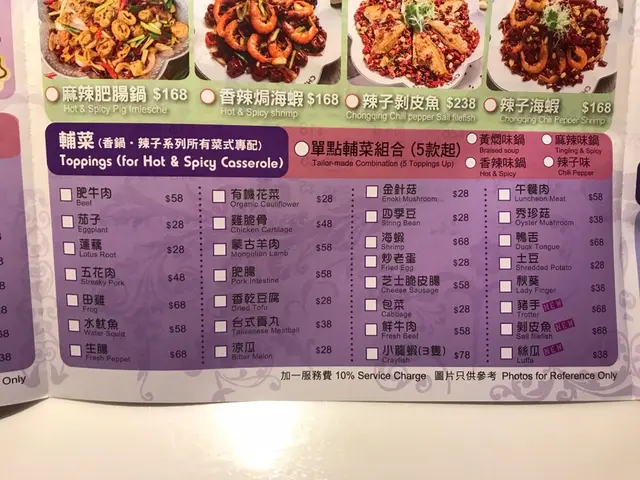 麻辣肥腸鍋 $168
Hot & Spicy Pig Imiesche
香辣焗海蝦 $168
Hot & Spicy shrimp
辣子剝皮魚 $238
Chongqing Chili pepper Sail filefish
辣子海蝦 $168
Chongqing Chili Pepper Shrimp
輔菜 (香鍋·辣子系列所有菜式專配)
Toppings (for Hot & Spicy Casserole)
單點輔菜組合 (5款起)
Tailor-made Combination (5 Toppings Up)
黃燜味鍋
Braised soup
麻辣味鍋
Tingling & Spicy
香辣味鍋
Hot & Spicy
辣子味
Chili Pepper
肥牛肉 $58
Beef
茄子 $28
Eggplant
蓮藕 $28
Lotus Root
五花肉 $48
Streaky Pork
田雞 $68
Frog
水魷魚 $58
Water Squid
生腸 $68
Fresh Peppet
有機花菜 $28
Organic Cauliflower
雞脆骨 $48
Chicken Cartilage
蒙古羊肉 $58
Mongolian Lamb
肥腸 $58
Pork Intestine
香乾豆腐 $28
Dried Tofu
台式貢丸 $38
Taiwanese Meatball
涼瓜 $28
Bitter Melon
金針菇 $28
Enoki Mushroom
四季豆 $28
String Bean
海蝦 $68
Shrimp
炒老蛋 $28
Fried Egg
芝士脆皮腸 $58
Cheese Sausage
包菜 $28
Cabbage
鮮牛肉 $58
Fresh Beef
小龍蝦(3隻) $78
Crayfish
午餐肉 $58
Luncheon Meat
秀珍菇 $38
Oyster Mushroom
鴨舌 $68
Duck Tongue
土豆 $28
Shredded Potato
秋葵 $38
Lady Finger
豬手 NEW $68
Trotter
剝皮魚 NEW $68
Sail filefish
絲瓜 NEW $38
Luffa
Only
加一服務費 10% Service Charge 圖片只供參考 Photos for Reference Only